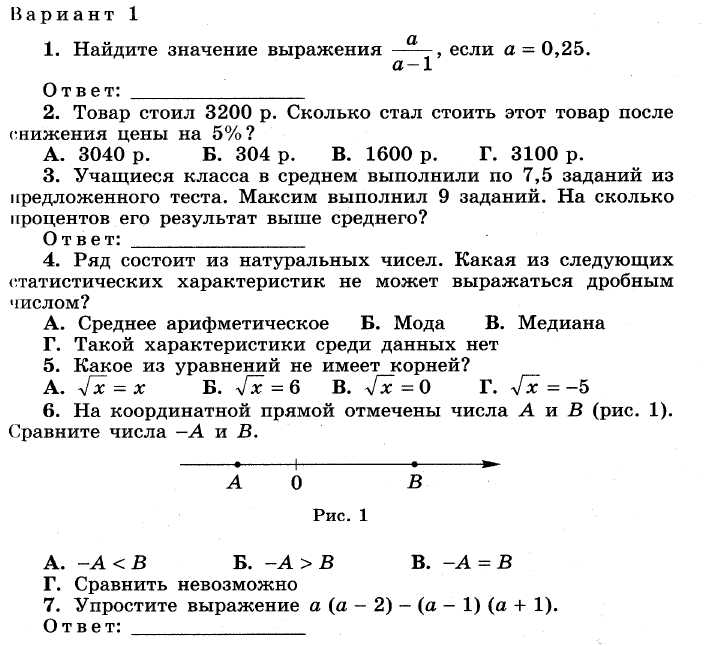 Вариант 1
1. Найдите значение выражения a/(a−1), если a = 0,25.
Ответ: ____________
2. Товар стоил 3200 р. Сколько стал стоить этот товар после
снижения цены на 5%?
А. 3040 р. Б. 304 р. В. 1600 р. Г. 3100 р.
3. Учащиеся класса в среднем выполнили по 7,5 заданий из
предложенного теста. Максим выполнил 9 заданий. На сколько
процентов его результат выше среднего?
Ответ: ____________
4. Ряд состоит из натуральных чисел. Какая из следующих
статистических характеристик не может выражаться дробным
числом?
А. Среднее арифметическое Б. Мода В. Медиана
Г. Такой характеристики среди данных нет
5. Какое из уравнений не имеет корней?
А. √x = x Б. √x = 6 В. √x = 0 Г. √x = −5
6. На координатной прямой отмечены числа A и B (рис. 1).
Сравните числа −A и B.
A 0 B
Рис. 1
А. −A < B Б. −A > B В. −A = B
Г. Сравнить невозможно
7. Упростите выражение a (a − 2) − (a − 1) (a + 1).
Ответ: ____________